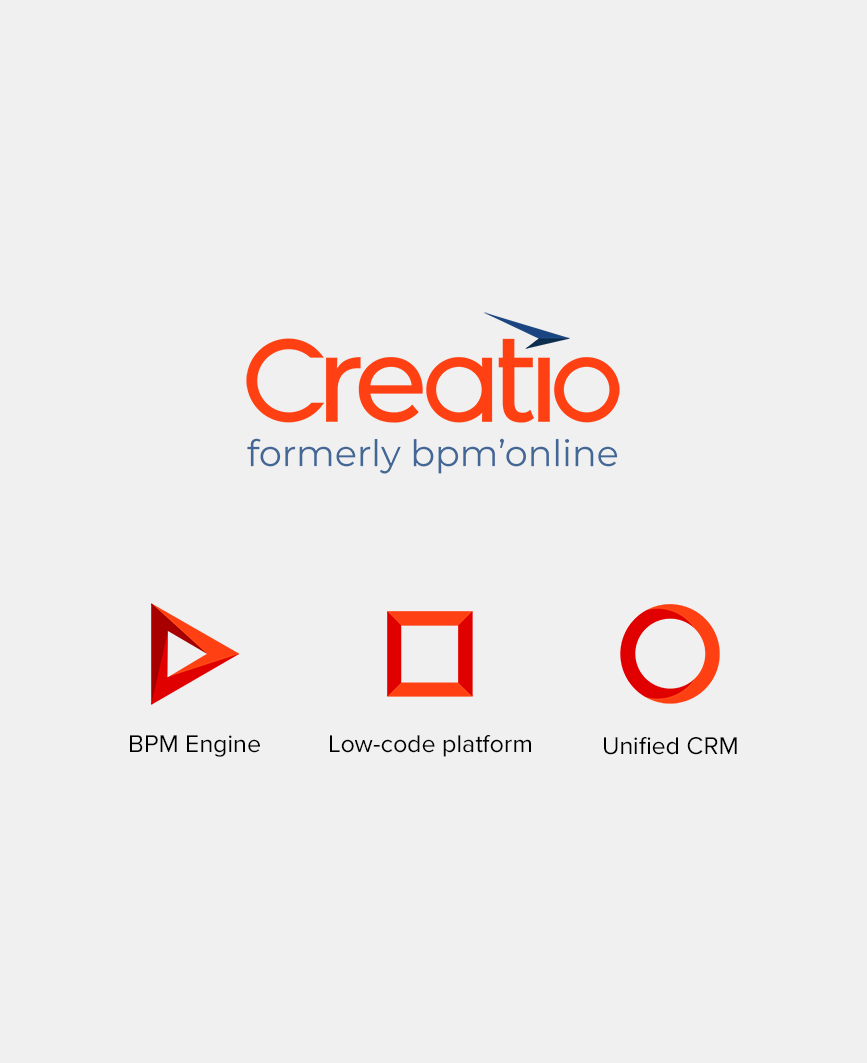 Creatio
formerly bpm’online
BPM Engine
Low-code platform
Unified CRM